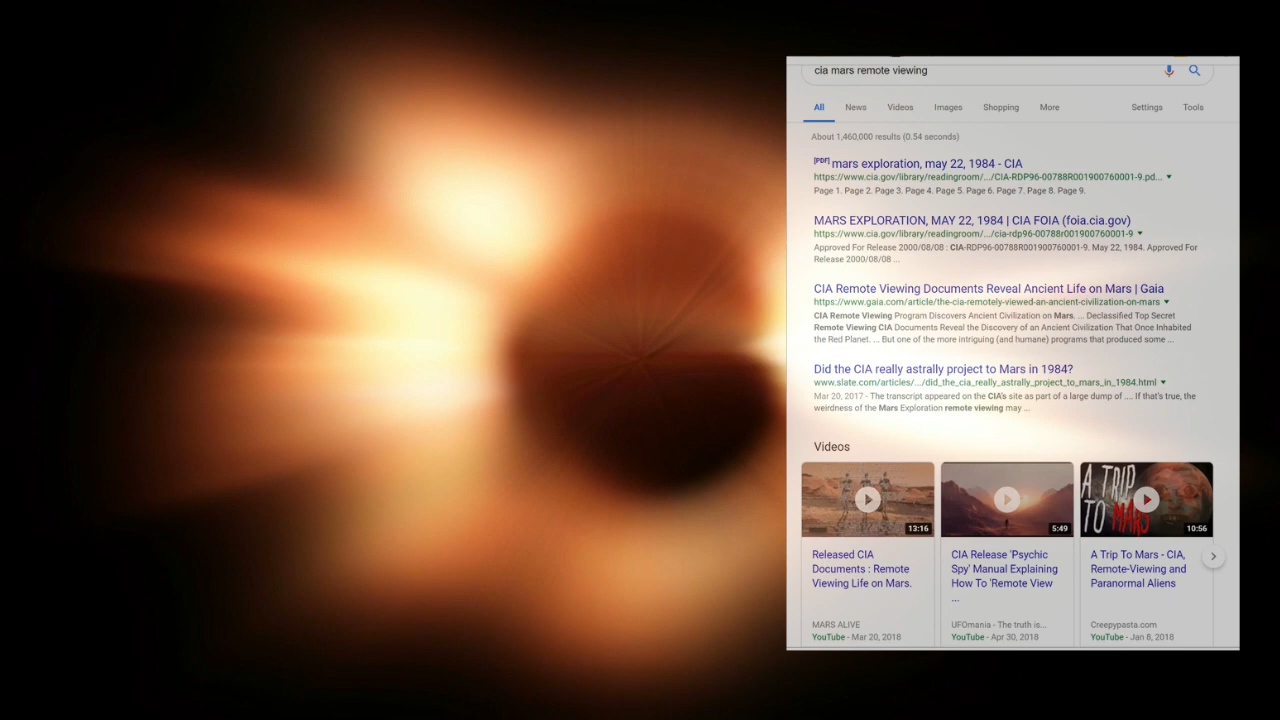 cia mars remote viewing
All News Videos Images Shopping More Settings Tools
About 1,460,000 results (0.54 seconds)
[PDF] mars exploration, may 22, 1984 - CIA
https://www.cia.gov/library/readingroom/.../CIA-RDP96-00788R001900760001-9.pd...
Page 1. Page 2. Page 3. Page 4. Page 5. Page 6. Page 7. Page 8. Page 9.
MARS EXPLORATION, MAY 22, 1984 | CIA FOIA (foia.cia.gov)
https://www.cia.gov/library/readingroom/.../cia-rdp96-00788r001900760001-9
Approved For Release 2000/08/08 : CIA-RDP96-00788R001900760001-9. May 22, 1984. Approved For
Release 2000/08/08 ...
CIA Remote Viewing Documents Reveal Ancient Life on Mars | Gaia
https://www.gaia.com/article/the-cia-remotely-viewed-an-ancient-civilization-on-mars
CIA Remote Viewing Program Discovers Ancient Civilization on Mars. ... Declassified Top Secret
Remote Viewing CIA Documents Reveal the Discovery of an Ancient Civilization That Once Inhabited
the Red Planet. ... But one of the more intriguing (and humane) programs that produced some ...
Did the CIA really astrally project to Mars in 1984?
www.slate.com/articles/.../did_the_cia_really_astrally_project_to_mars_in_1984.html
Mar 20, 2017 - The transcript appeared on the CIA's site as part of a large dump of .... If that's true, the
weirdness of the Mars Exploration remote viewing may ...
Videos
A TRIP
TO MARS
13:16
5:49
10:56
Released CIA
Documents : Remote
Viewing Life on Mars.
MARS ALIVE
YouTube - Mar 20, 2018
CIA Release 'Psychic
Spy' Manual Explaining
How To 'Remote View
...
UFOmania - The truth is...
YouTube - Apr 30, 2018
A Trip To Mars - CIA,
Remote-Viewing and
Paranormal Aliens
Creepypasta.com
YouTube - Jan 8, 2018